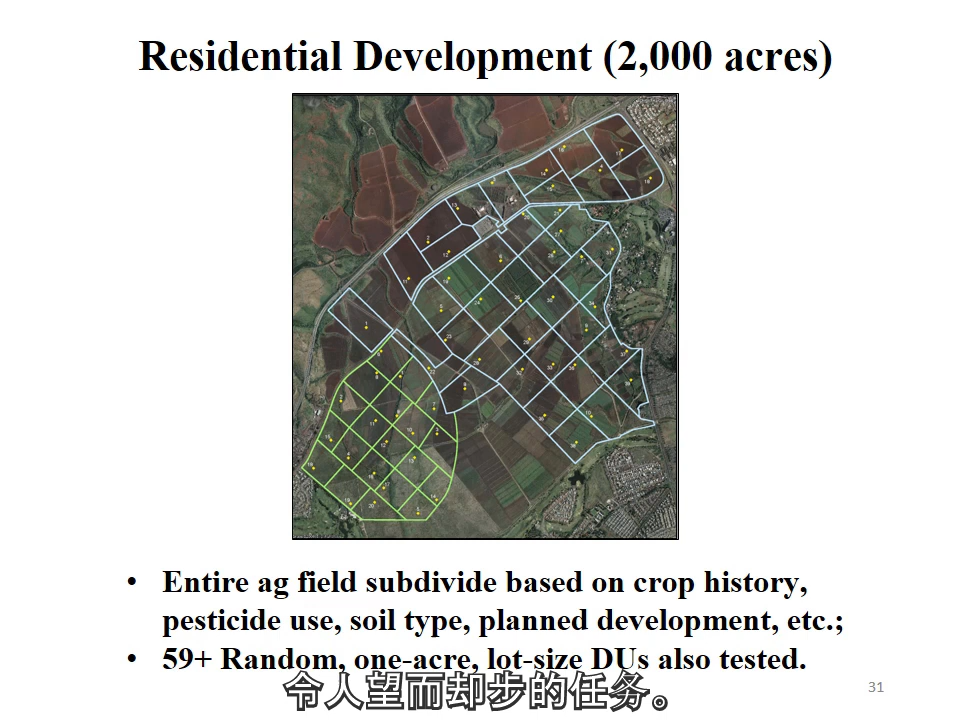 Residential Development (2,000 acres)
• Entire ag field subdivide based on crop history,
pesticide use, soil type, planned development, etc.;
• 59+ Random, one-acre, lot-size DUs also tested.
令人望而却步的任务。
31